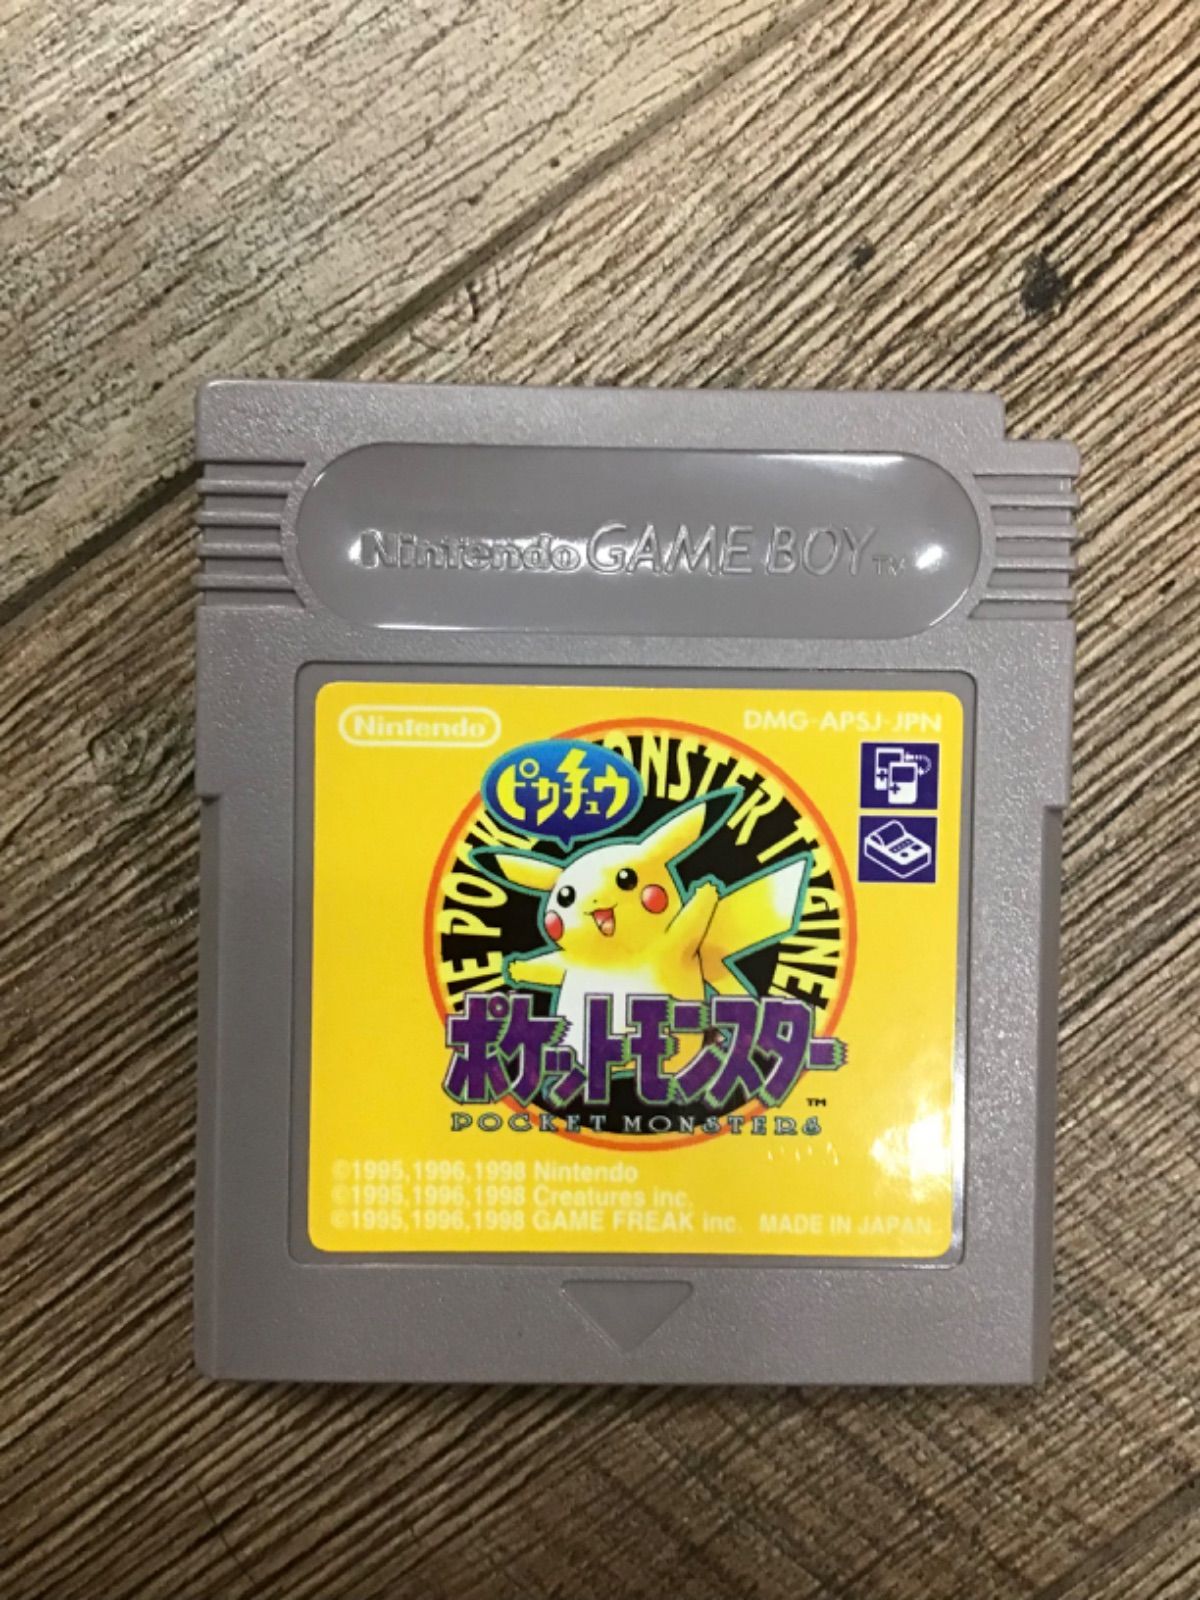 Nintendo GAME BOY TM
Nintendo
DMG-APSJ-JPN
ピカチュウ
MONSTER TRAINER
ポケットモンスター
TM
POCKET MONSTERS
©1995,1996,1998 Nintendo
©1995,1996,1998 Creatures inc.
©1995,1996,1998 GAME FREAK inc. MADE IN JAPAN